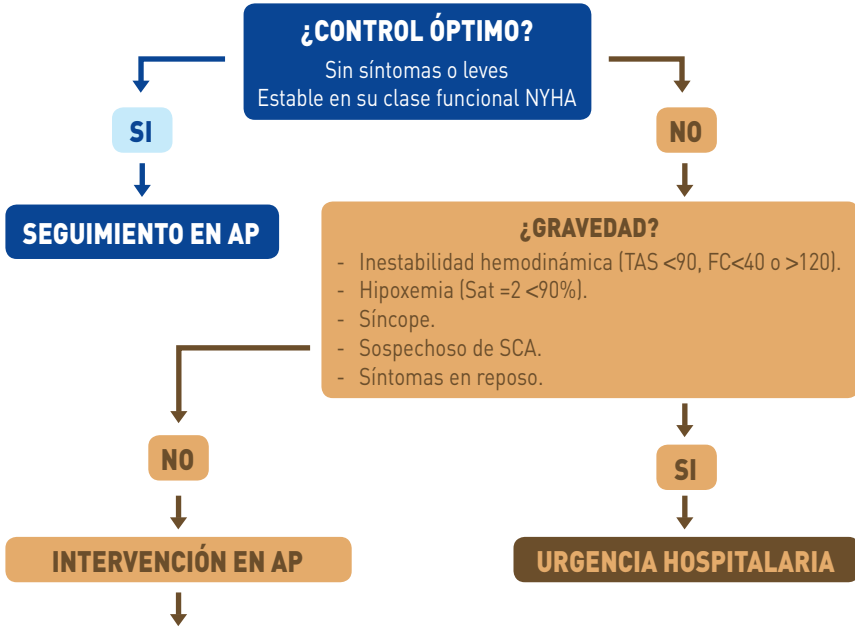 ¿CONTROL ÓPTIMO?
Sin síntomas o leves
Estable en su clase funcional NYHA
SI
NO
SEGUIMIENTO EN AP
¿GRAVEDAD?
- Inestabilidad hemodinámica (TAS <90, FC<40 o >120).
- Hipoxemia (Sat =2 <90%).
- Síncope.
- Sospechoso de SCA.
- Síntomas en reposo.
NO
SI
INTERVENCIÓN EN AP
URGENCIA HOSPITALARIA